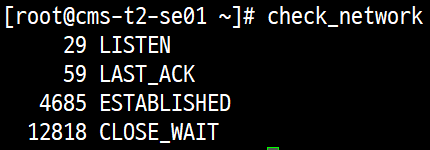 [root@cms-t2-se01 ~]# check_network
29 LISTEN
59 LAST_ACK
4685 ESTABLISHED
12818 CLOSE_WAIT